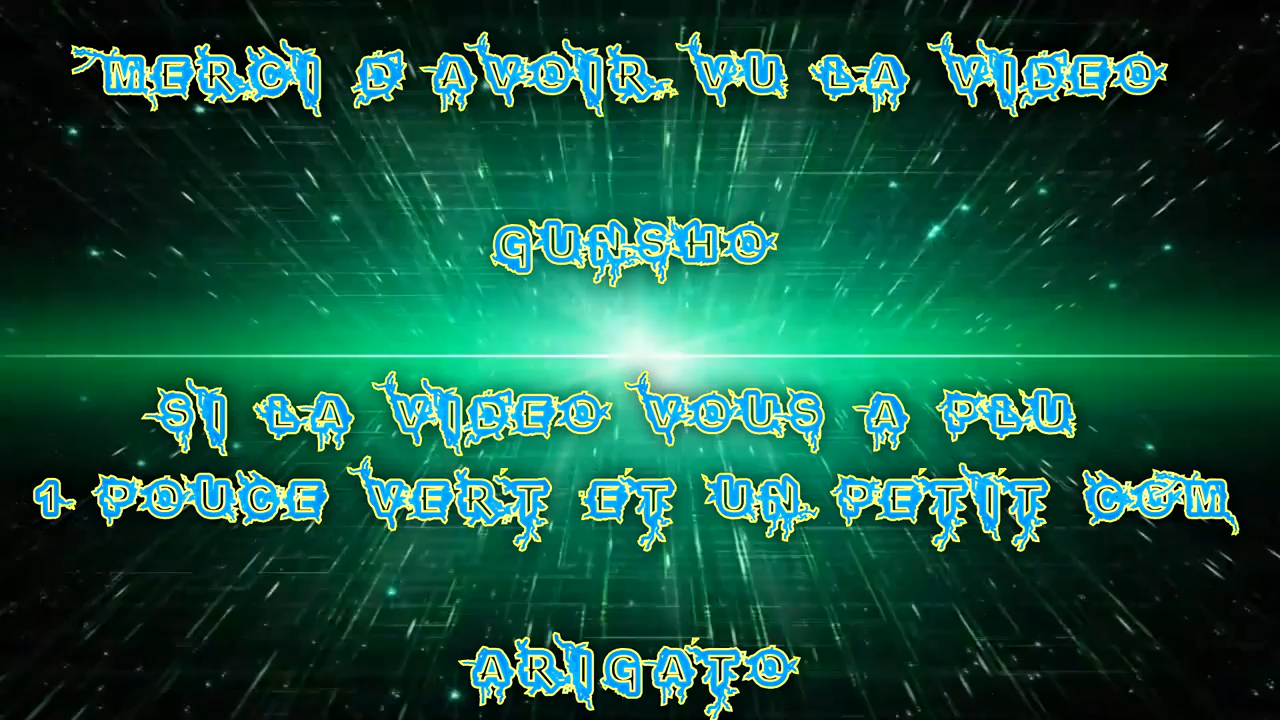 MERCI D AVOIR VU LA VIDEO
GUNSHO
SI LA VIDEO VOUS A PLU
1 POUCE VERT ET UN PETIT COM
ARIGATO